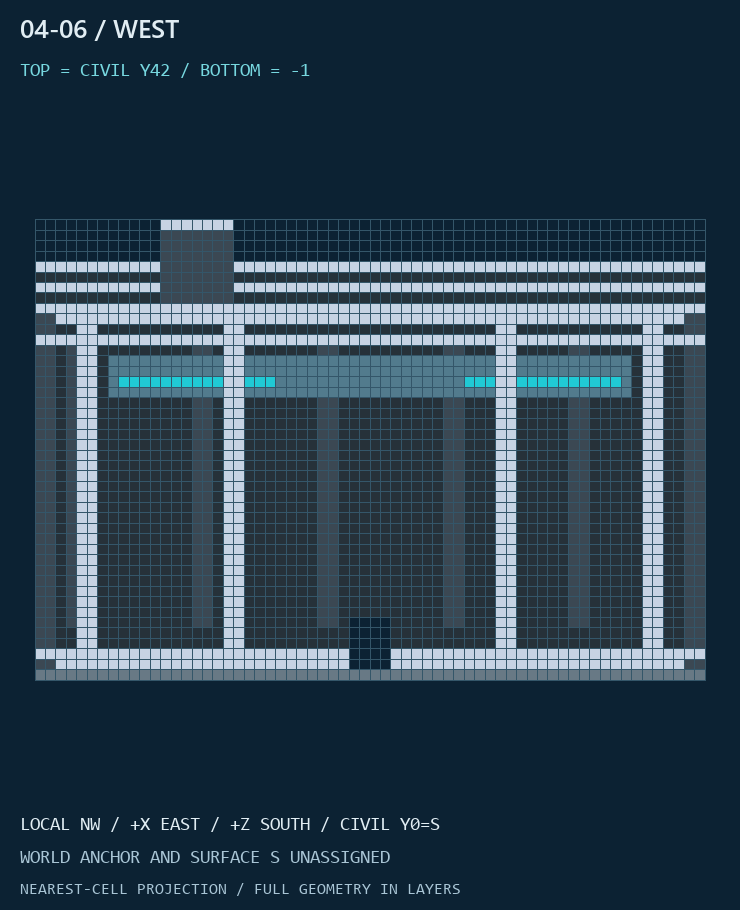 04-06 / WEST
TOP = CIVIL Y42 / BOTTOM = -1
LOCAL NW / +X EAST / +Z SOUTH / CIVIL Y0=S
WORLD ANCHOR AND SURFACE S UNASSIGNED
NEAREST-CELL PROJECTION / FULL GEOMETRY IN LAYERS